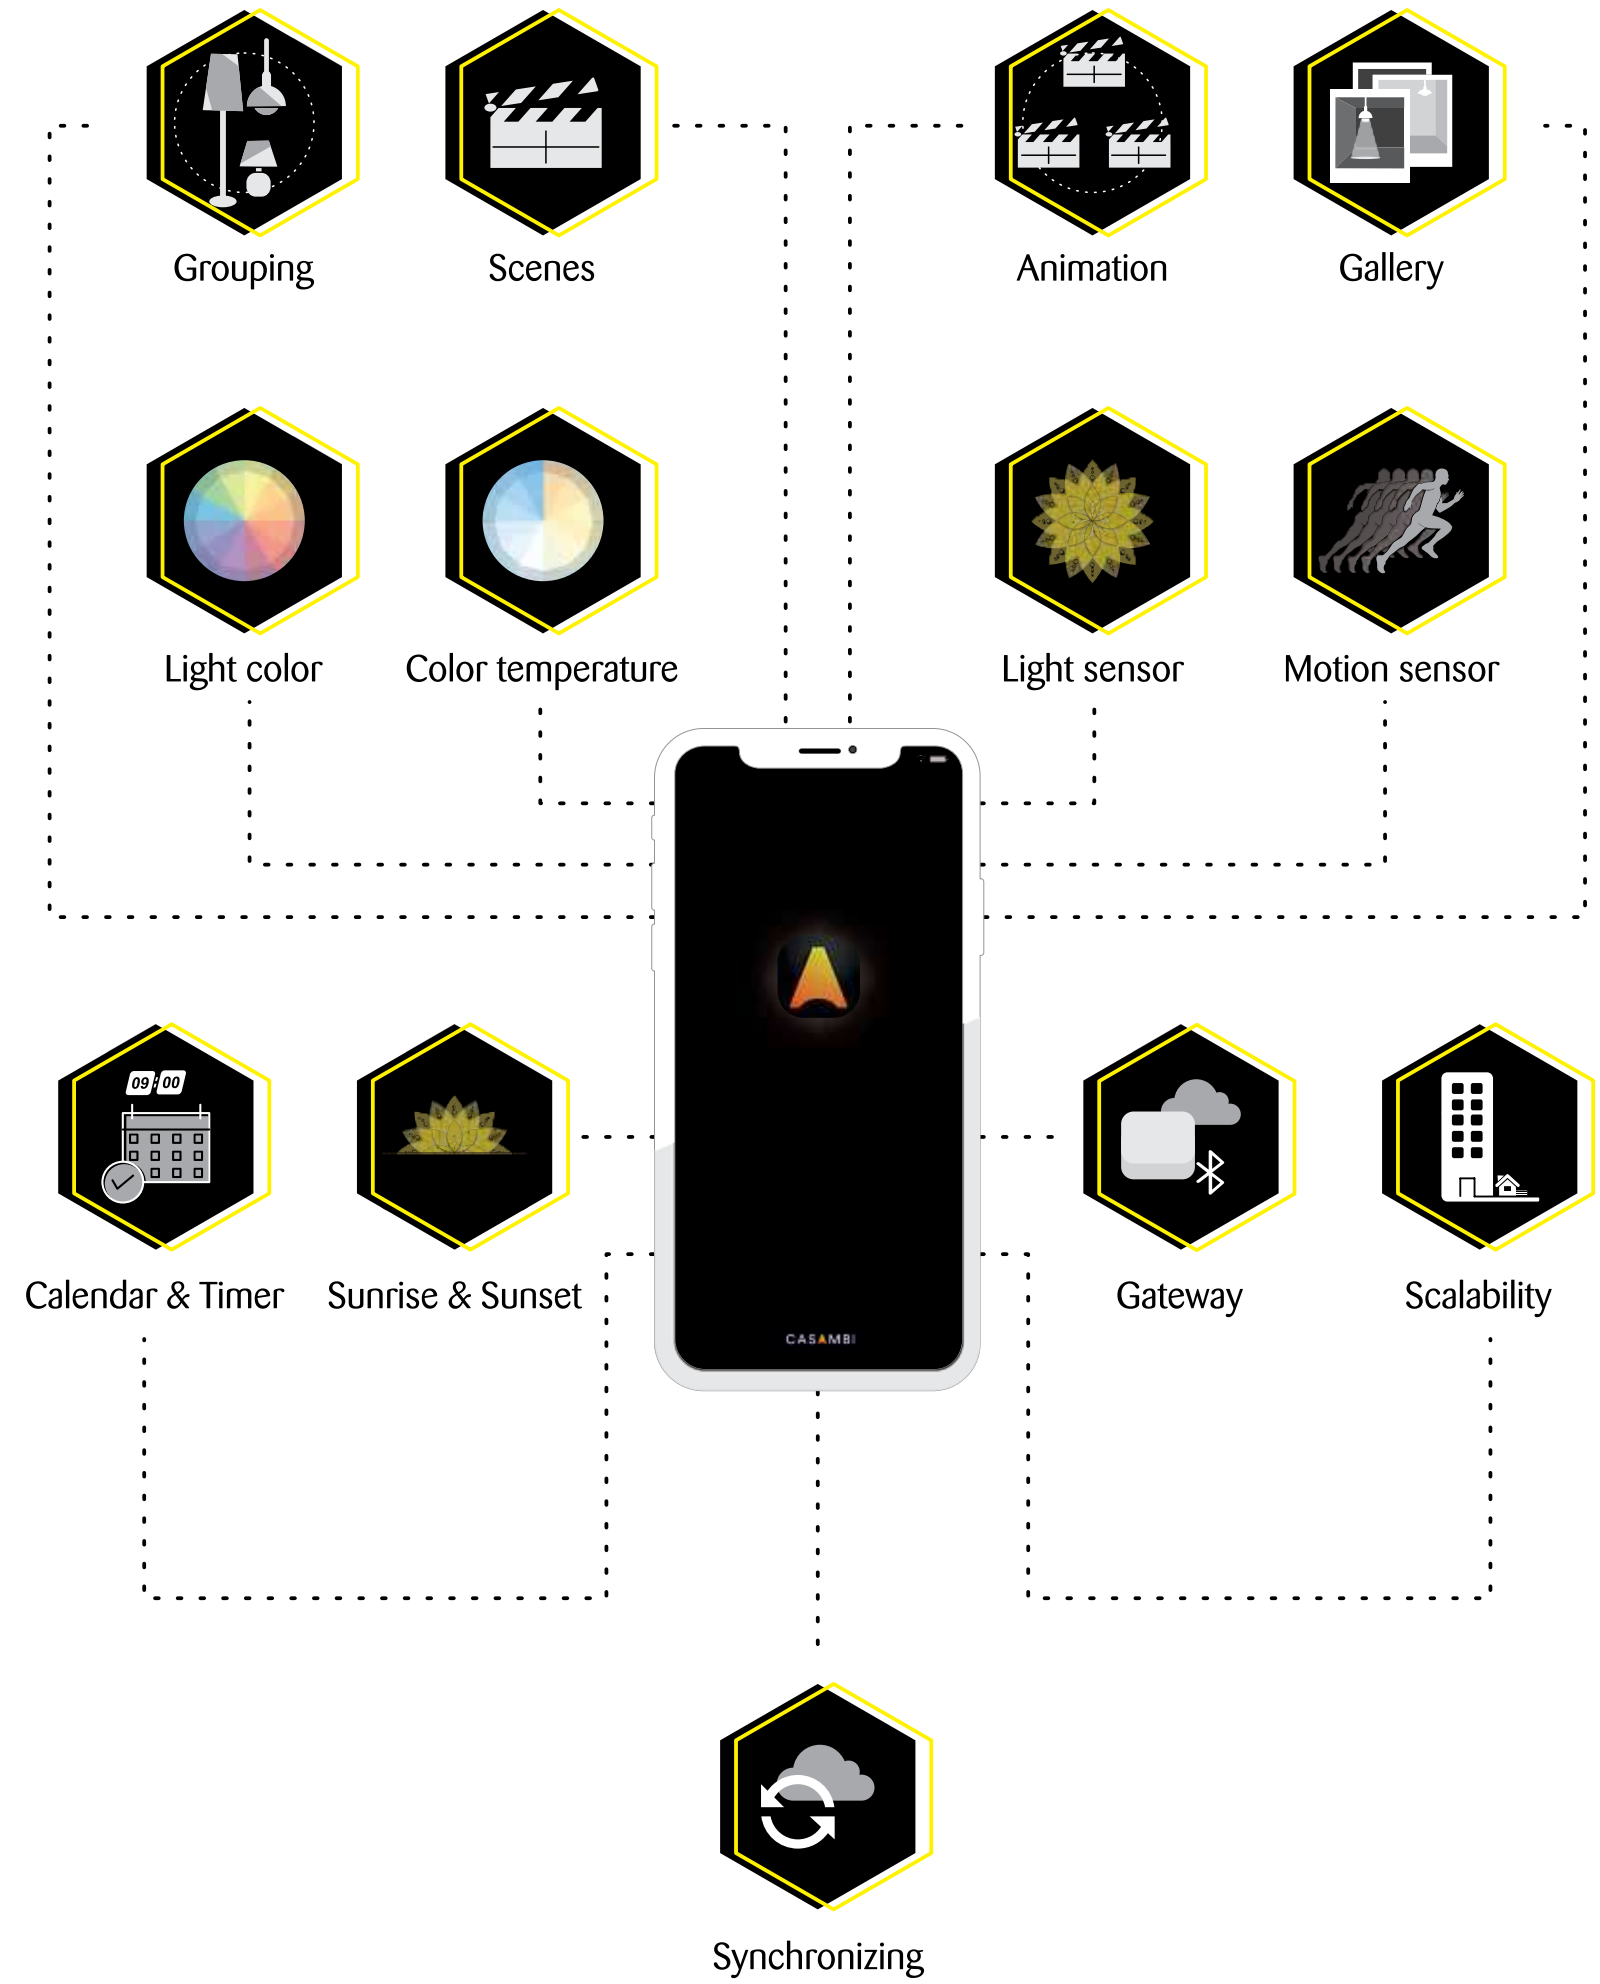 Grouping
Scenes
Animation
Gallery
Light color
Color temperature
Light sensor
Motion sensor
09:00
Calendar & Timer
Sunrise & Sunset
Gateway
Scalability
CASAMBI
Synchronizing